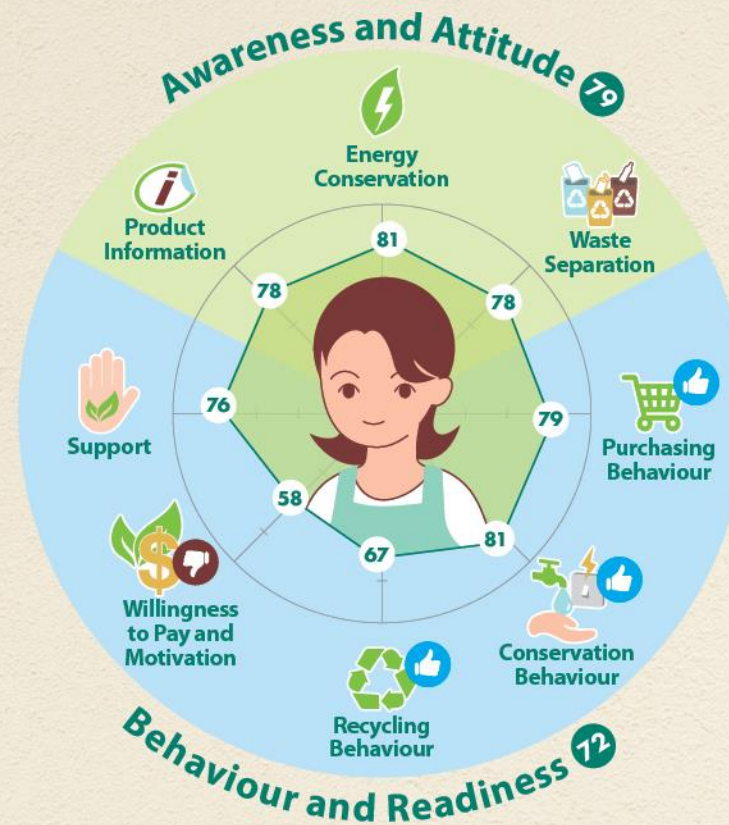 Awareness and Attitude 79
Energy
Conservation
Product
Information
Waste
Separation
81
78
78
Support
76
79
Purchasing
Behaviour
58
67
81
Willingness
to Pay and
Motivation
Conservation
Behaviour
Recycling
Behaviour
Behaviour and Readiness 72